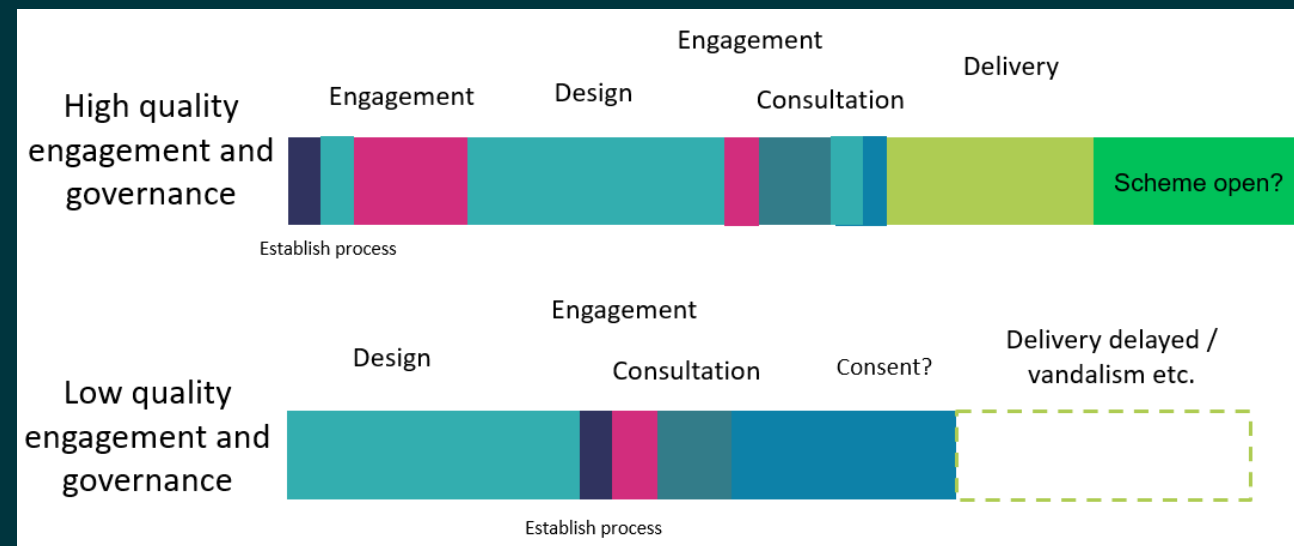 Engagement
Delivery
Engagement
Design
Consultation
High quality
engagement and
governance
Scheme open?
Establish process
Engagement
Design
Consultation
Consent?
Delivery delayed /
vandalism etc.
Low quality
engagement and
governance
Establish process